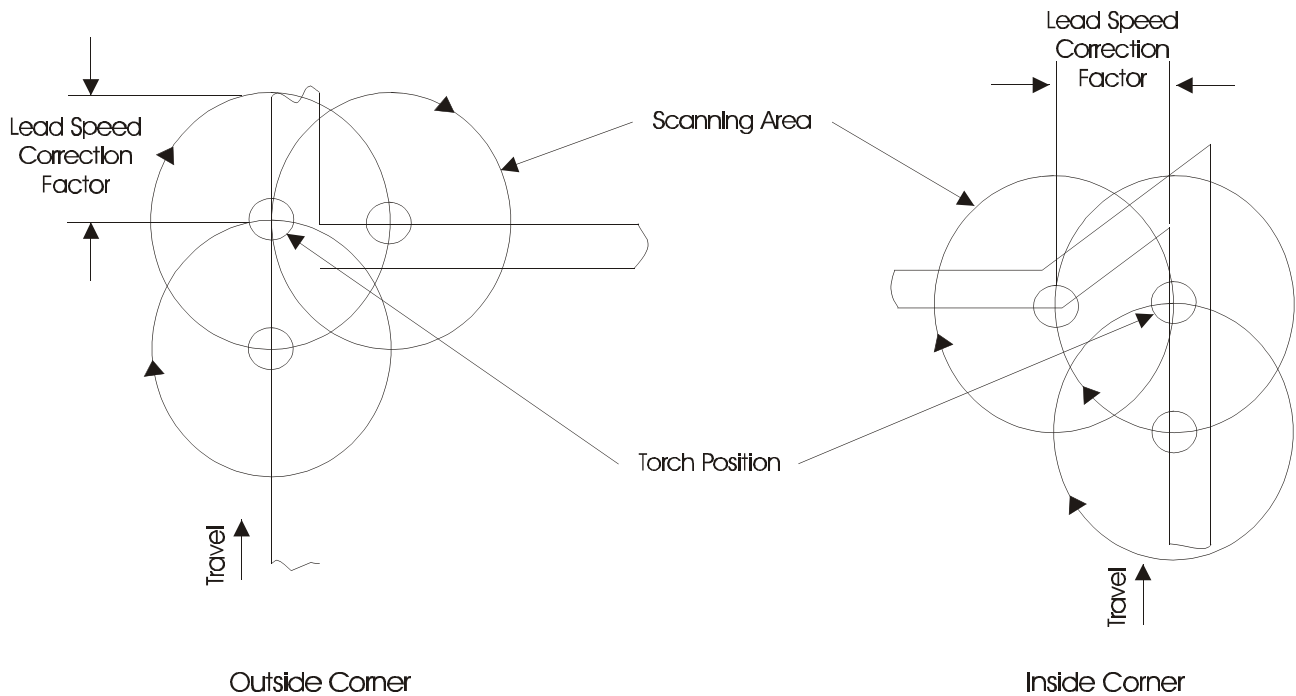 Lead Speed
Correction
Factor
Lead Speed
Correction
Factor
Scanning Area
Torch Position
Travel
Travel
Outside Corner
Inside Corner